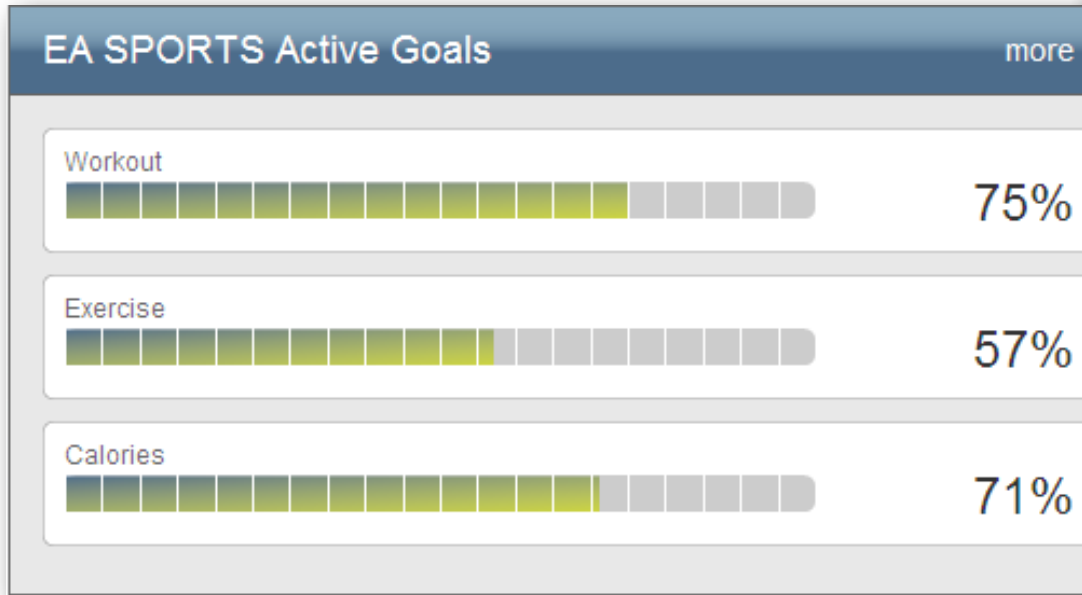 EA SPORTS Active Goals more
Workout
75%
Exercise
57%
Calories
71%